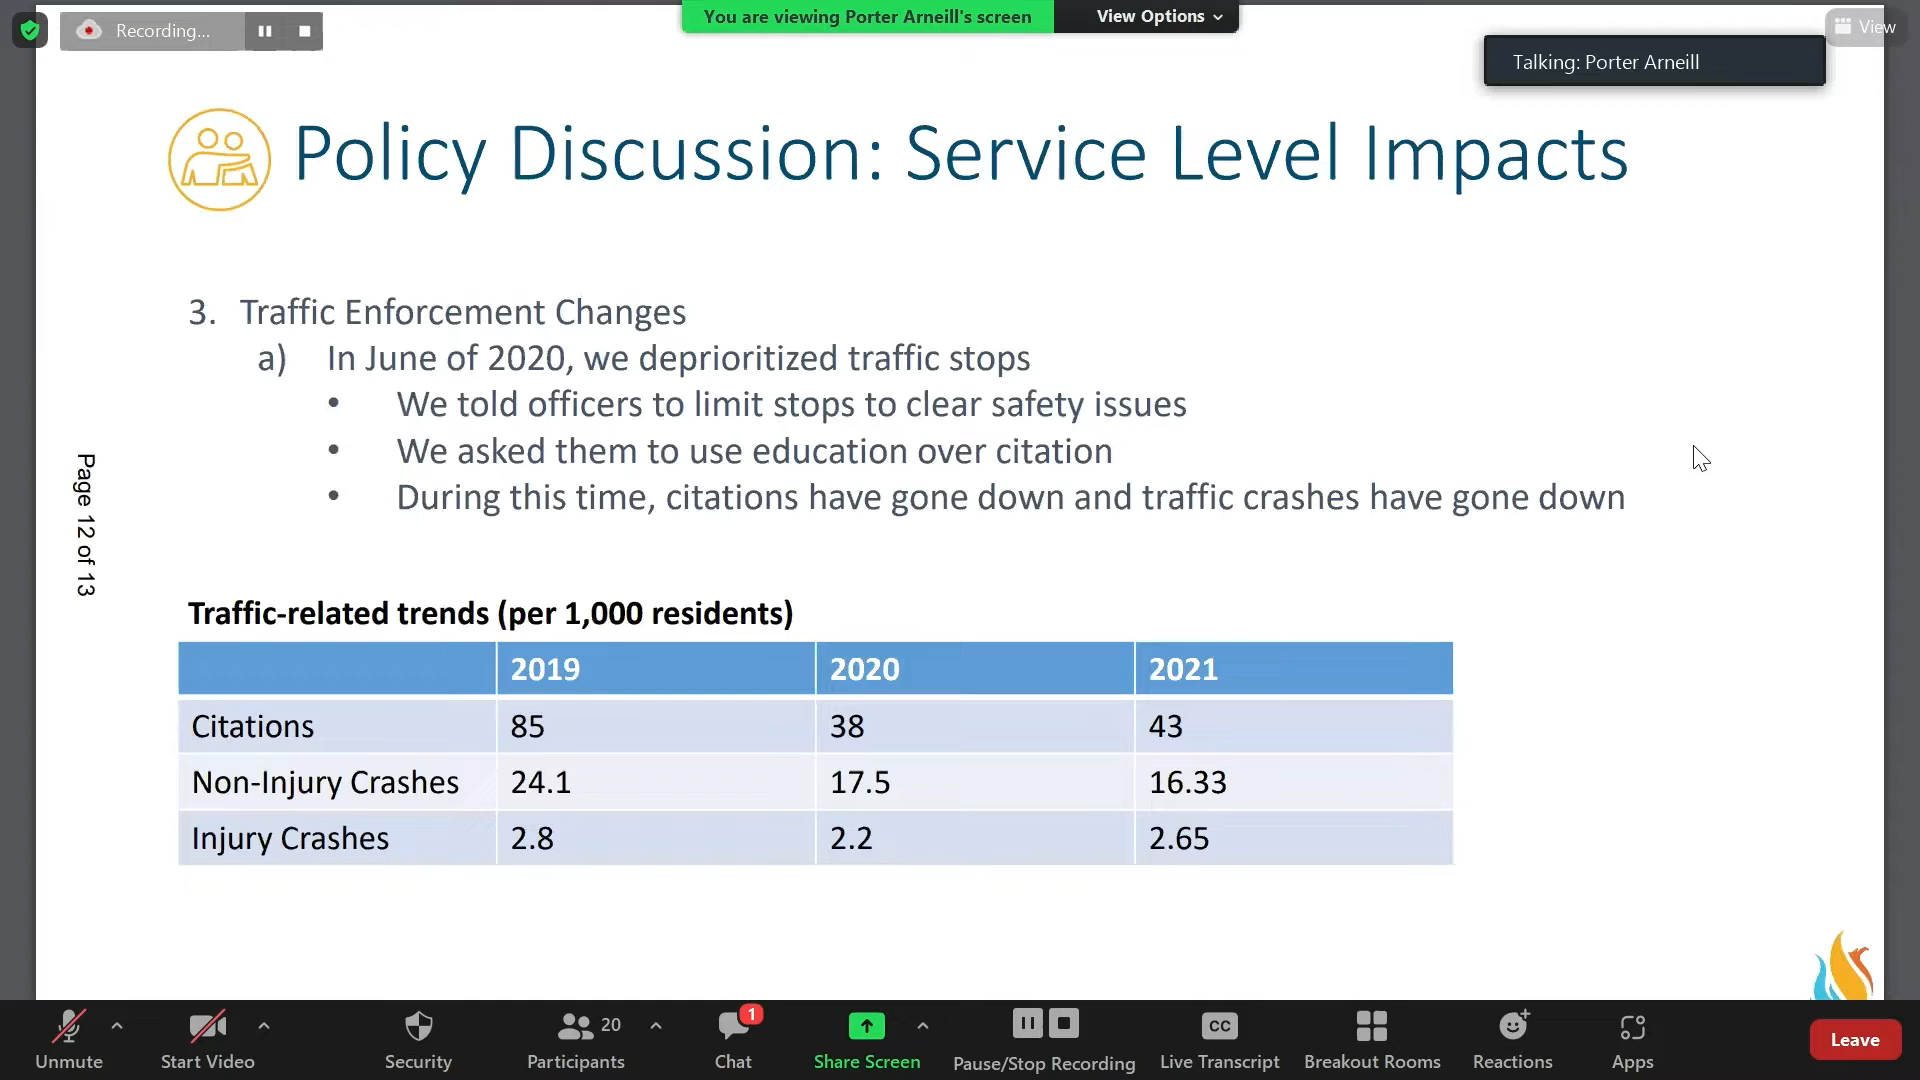 Recording...
You are viewing Porter Arneill's screen
View Options
View
Talking: Porter Arneill
Policy Discussion: Service Level Impacts
3. Traffic Enforcement Changes
a) In June of 2020, we deprioritized traffic stops
• We told officers to limit stops to clear safety issues
• We asked them to use education over citation
• During this time, citations have gone down and traffic crashes have gone down
Page 12 of 13
Traffic-related trends (per 1,000 residents)
2019 2020 2021
Citations 85 38 43
Non-Injury Crashes 24.1 17.5 16.33
Injury Crashes 2.8 2.2 2.65
20
1
CC
Unmute Start Video Security Participants Chat Share Screen Pause/Stop Recording Live Transcript Breakout Rooms Reactions Apps Leave